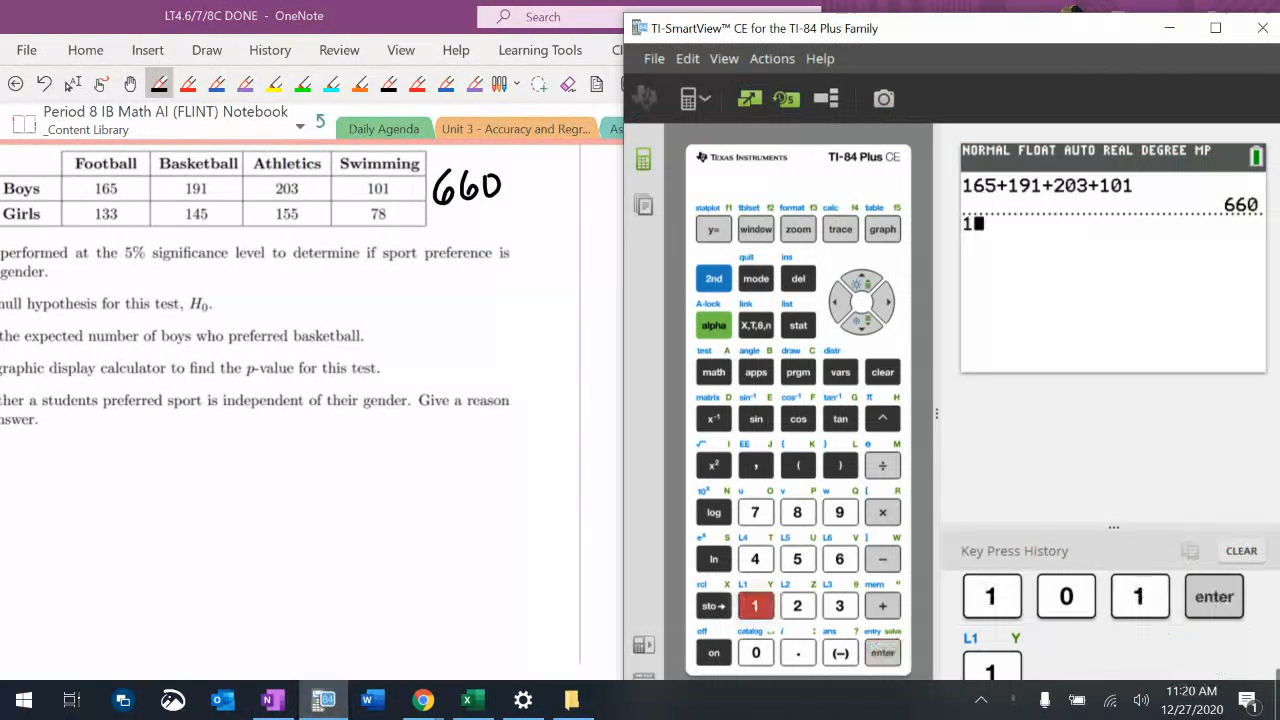 LT4.6/7/8C DONE - OneNote
Search
File Home Insert Draw History Review View Help Learning Tools
Period 8 IB Math AI (FLINT) Notebook
_Content Library
Daily Agenda
Unit 3 - Accuracy and Regr...
As
Football Basketball Athletics Swimming
Boys 165 191 203 101
660
Girls 133 145 155 78
performed at the 5% significance level to determine if sport preference is
gender.
null hypothesis for this test, H₀.
the expected number of boys who preferred basketball.
graphic display calculator to find the p-value for this test.
ther a students preferred sport is independent of their gender. Give a reason
nswer.
TI-SmartView™ CE for the TI-84 Plus Family
File Edit View Actions Help
TEXAS INSTRUMENTS TI-84 Plus CE
statplot f1 tblset f2 format f3 calc f4 table f5
y= window zoom trace graph
quit ins
2nd mode del
A-lock link list
alpha X,T,θ,n stat
test A angle B draw C distr
math apps prgm vars clear
matrix D sin⁻¹ E cos⁻¹ F tan⁻¹ G π H
x⁻¹ sin cos tan ^
√ I EE J { K } L e M
x² , ( ) ÷
10ˣ N u O v P w Q [ R
log 7 8 9 ×
eˣ S L4 T L5 U L6 V ] W
ln 4 5 6 −
rcl X L1 Y L2 Z L3 θ mem "
sto→ 1 2 3 +
off catalog i : ans ? entry solve
on 0 . (−) enter
NORMAL FLOAT AUTO REAL DEGREE MP
165+191+203+101
660
1
Key Press History
CLEAR
1 0 1 enter
L1 Y
1
11:20 AM
12/27/2020
1